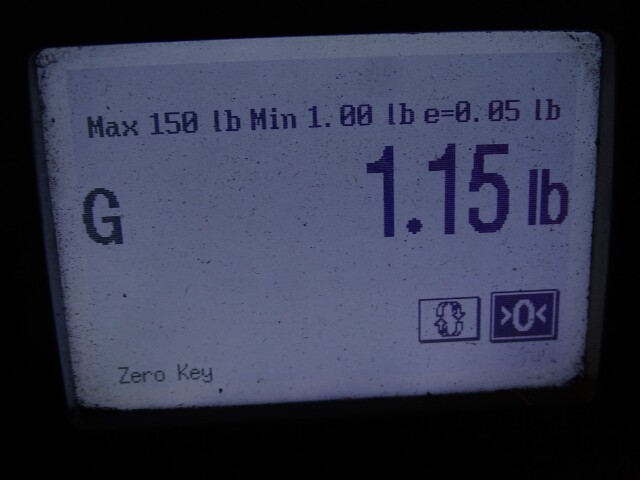 Max 150 lb Min 1.00 lb e=0.05 lb
G 1.15 lb
>0<
Zero Key